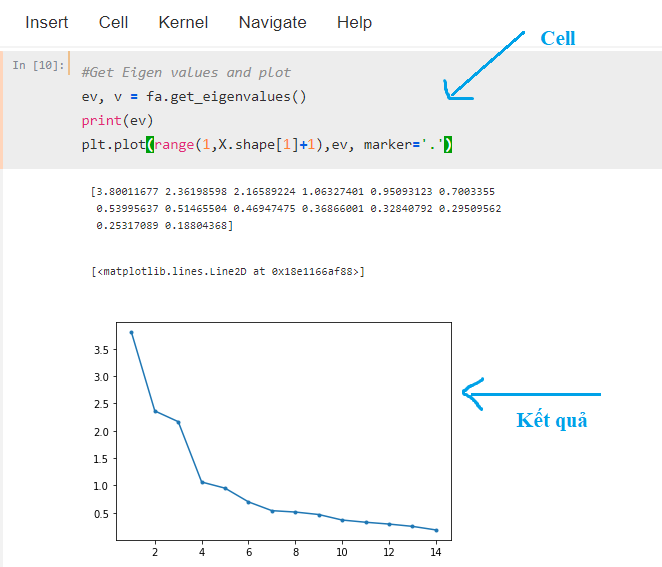 Insert Cell Kernel Navigate Help
Cell
In [10]:
#Get Eigen values and plot
ev, v = fa.get_eigenvalues()
print(ev)
plt.plot(range(1,X.shape[1]+1),ev, marker='.')
[3.80011677 2.36198598 2.16589224 1.06327401 0.95093123 0.7003355
0.53995637 0.51465504 0.46947475 0.36866001 0.32840792 0.29509562
0.25317089 0.18804368]
[<matplotlib.lines.Line2D at 0x18e1166af88>]
3.5
3.0
2.5
2.0
1.5
1.0
0.5
2 4 6 8 10 12 14
Kết quả